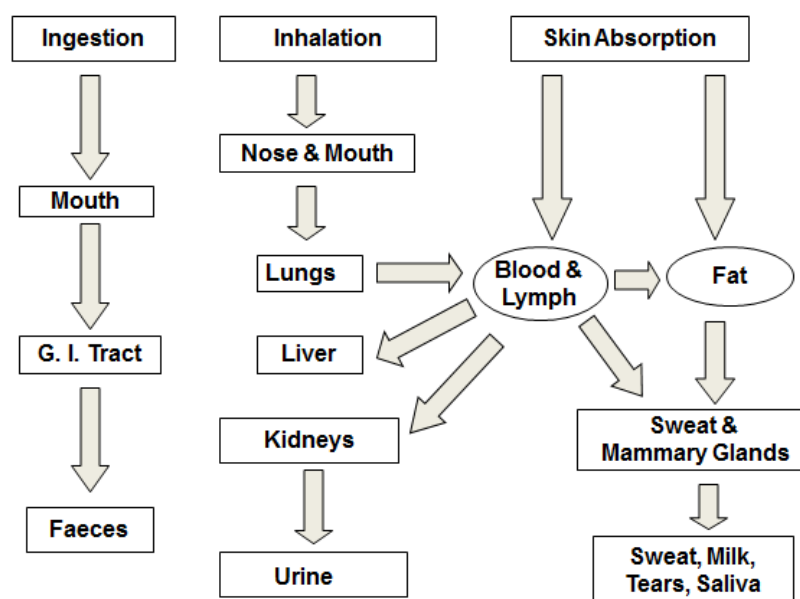 Ingestion
Inhalation
Skin Absorption
Nose & Mouth
Mouth
Lungs
Blood &
Lymph
Fat
G. I. Tract
Liver
Kidneys
Sweat &
Mammary Glands
Faeces
Urine
Sweat, Milk,
Tears, Saliva